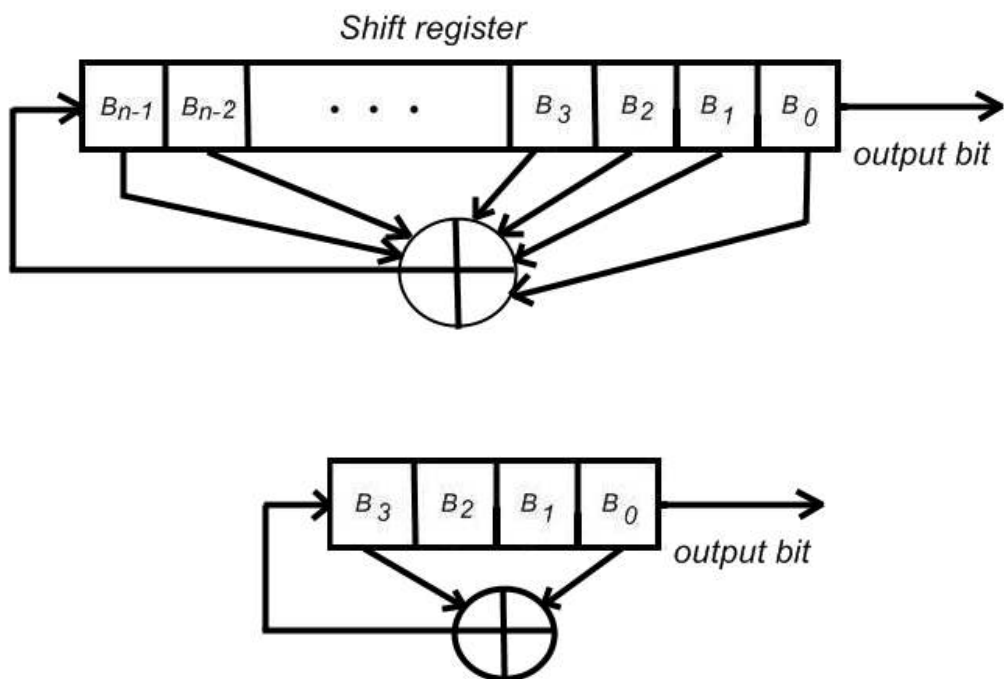 Shift register
Bn-1 Bn-2 . . . B3 B2 B1 B0
output bit
B3 B2 B1 B0
output bit